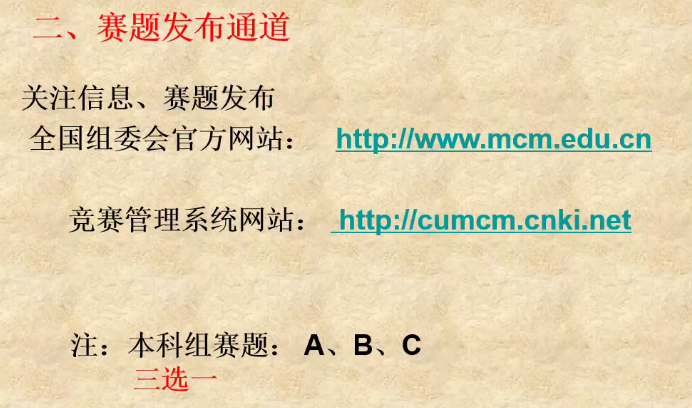 二、赛题发布通道
关注信息、赛题发布
全国组委会官方网站： http://www.mcm.edu.cn
竞赛管理系统网站： http://cumcm.cnki.net
注：本科组赛题： A、B、C
三选一